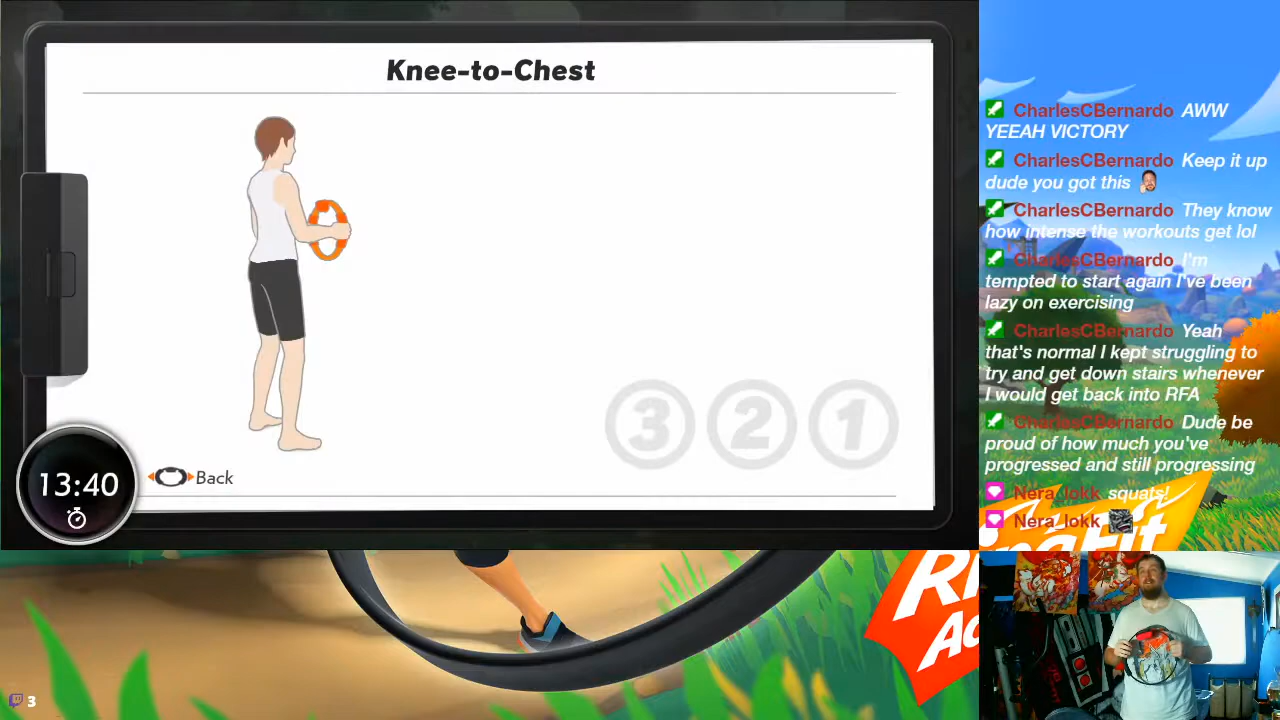 Knee-to-Chest
3 2 1
13:40
Back
CharlesCBernardo AWW
YEEAH VICTORY
CharlesCBernardo Keep it up
dude you got this
CharlesCBernardo They know
how intense the workouts get lol
CharlesCBernardo I'm
tempted to start again I've been
lazy on exercising
CharlesCBernardo Yeah
that's normal I kept struggling to
try and get down stairs whenever
I would get back into RFA
CharlesCBernardo Dude be
proud of how much you've
progressed and still progressing
Nera_lokk squats!
Nera_lokk
3